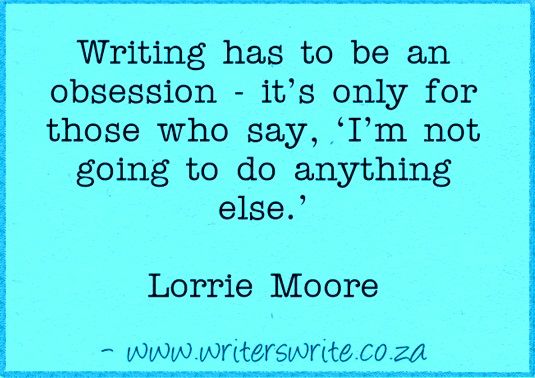 Writing has to be an
obsession - it’s only for
those who say, ‘I’m not
going to do anything
else.’
Lorrie Moore
- www.writerswrite.co.za